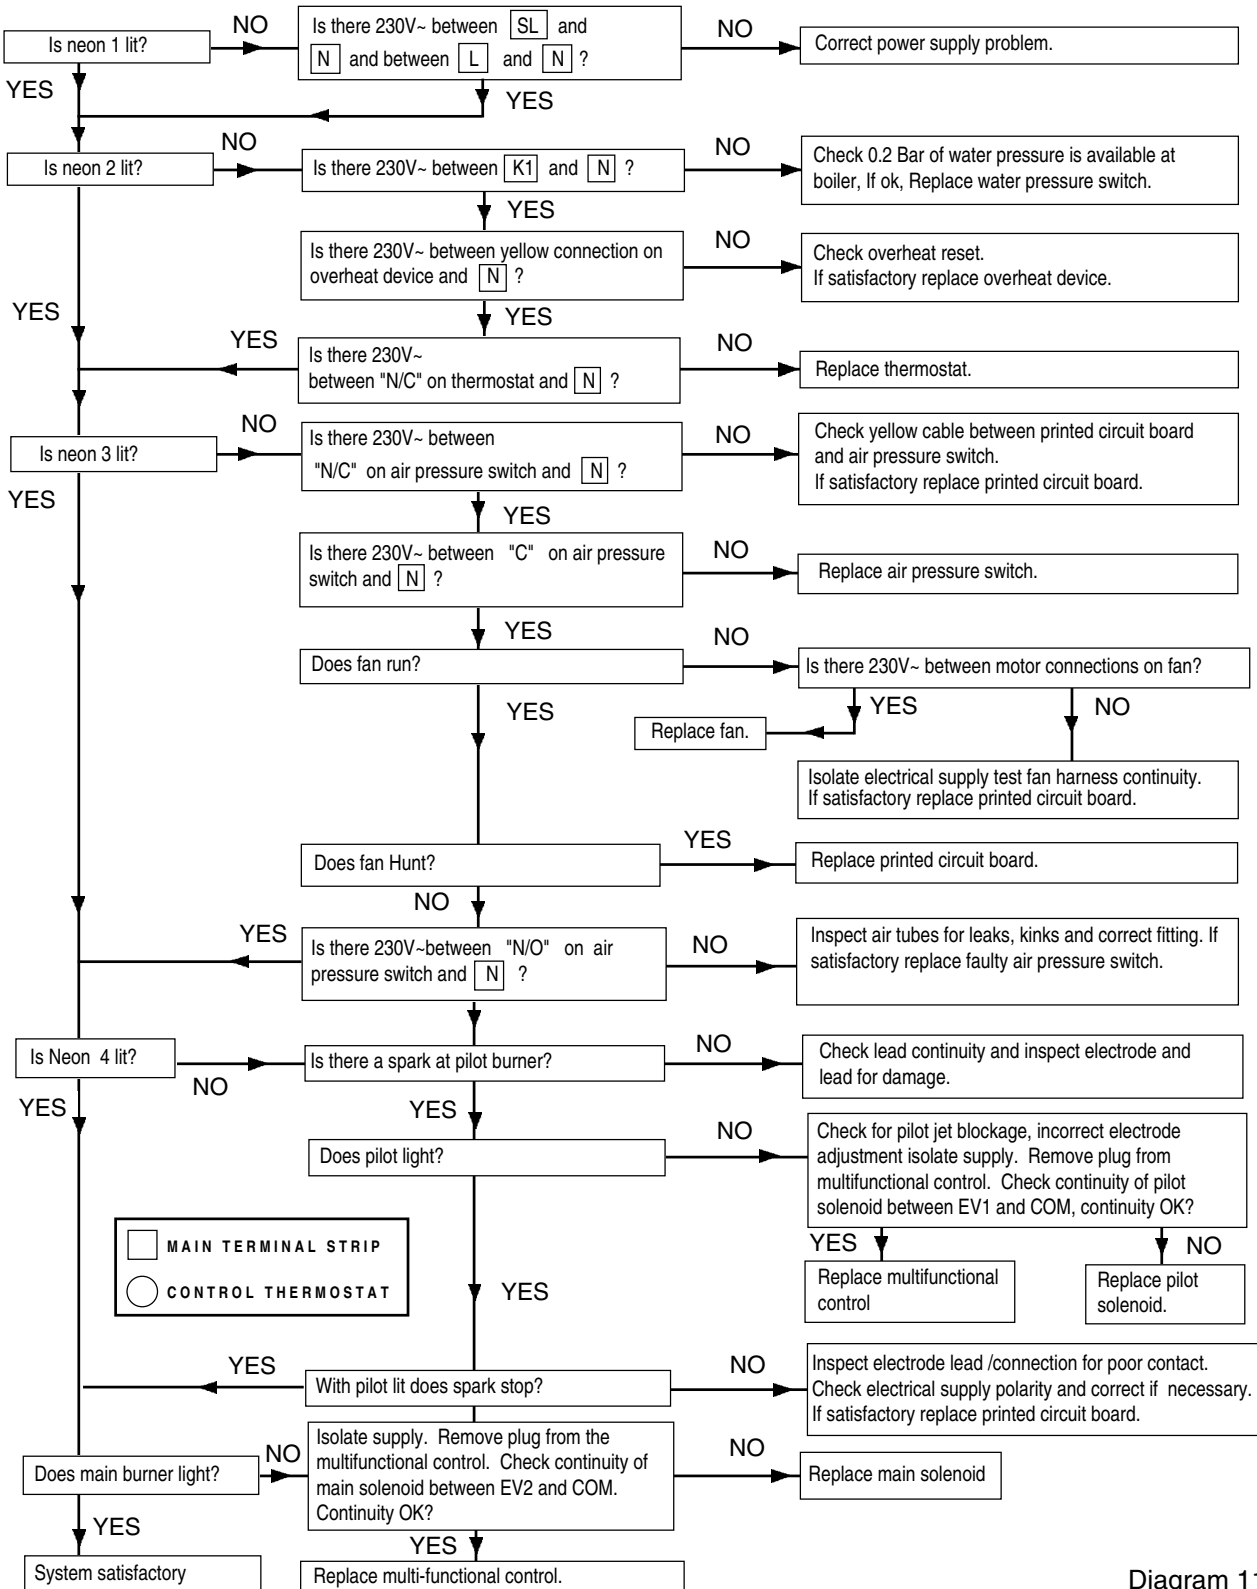 Is neon 1 lit?
NO
Is there 230V~ between SL and
N and between L and N ?
NO
Correct power supply problem.
YES
YES
Is neon 2 lit?
NO
Is there 230V~ between K1 and N ?
NO
Check 0.2 Bar of water pressure is available at
boiler, If ok, Replace water pressure switch.
YES
Is there 230V~ between yellow connection on
overheat device and N ?
NO
Check overheat reset.
If satisfactory replace overheat device.
YES
YES
YES
Is there 230V~
between "N/C" on thermostat and N ?
NO
Replace thermostat.
Is neon 3 lit?
NO
Is there 230V~ between
"N/C" on air pressure switch and N ?
NO
Check yellow cable between printed circuit board
and air pressure switch.
If satisfactory replace printed circuit board.
YES
YES
Is there 230V~ between "C" on air pressure
switch and N ?
NO
Replace air pressure switch.
YES
Does fan run?
NO
Is there 230V~ between motor connections on fan?
YES
YES
NO
Replace fan.
Isolate electrical supply test fan harness continuity.
If satisfactory replace printed circuit board.
Does fan Hunt?
YES
Replace printed circuit board.
NO
YES
Is there 230V~between "N/O" on air
pressure switch and N ?
NO
Inspect air tubes for leaks, kinks and correct fitting. If
satisfactory replace faulty air pressure switch.
Is Neon 4 lit?
NO
Is there a spark at pilot burner?
NO
Check lead continuity and inspect electrode and
lead for damage.
YES
YES
Does pilot light?
NO
Check for pilot jet blockage, incorrect electrode
adjustment isolate supply. Remove plug from
multifunctional control. Check continuity of pilot
solenoid between EV1 and COM, continuity OK?
YES
NO
Replace multifunctional
control
Replace pilot
solenoid.
MAIN TERMINAL STRIP
CONTROL THERMOSTAT
YES
YES
With pilot lit does spark stop?
NO
Inspect electrode lead /connection for poor contact.
Check electrical supply polarity and correct if necessary.
If satisfactory replace printed circuit board.
Does main burner light?
NO
Isolate supply. Remove plug from the
multifunctional control. Check continuity of
main solenoid between EV2 and COM.
Continuity OK?
NO
Replace main solenoid
YES
YES
System satisfactory
Replace multi-functional control.